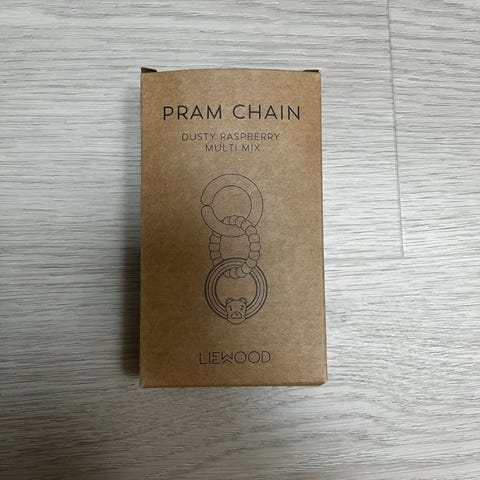 PRAM CHAIN
DUSTY RASPBERRY
MULTI MIX
LIEWOOD